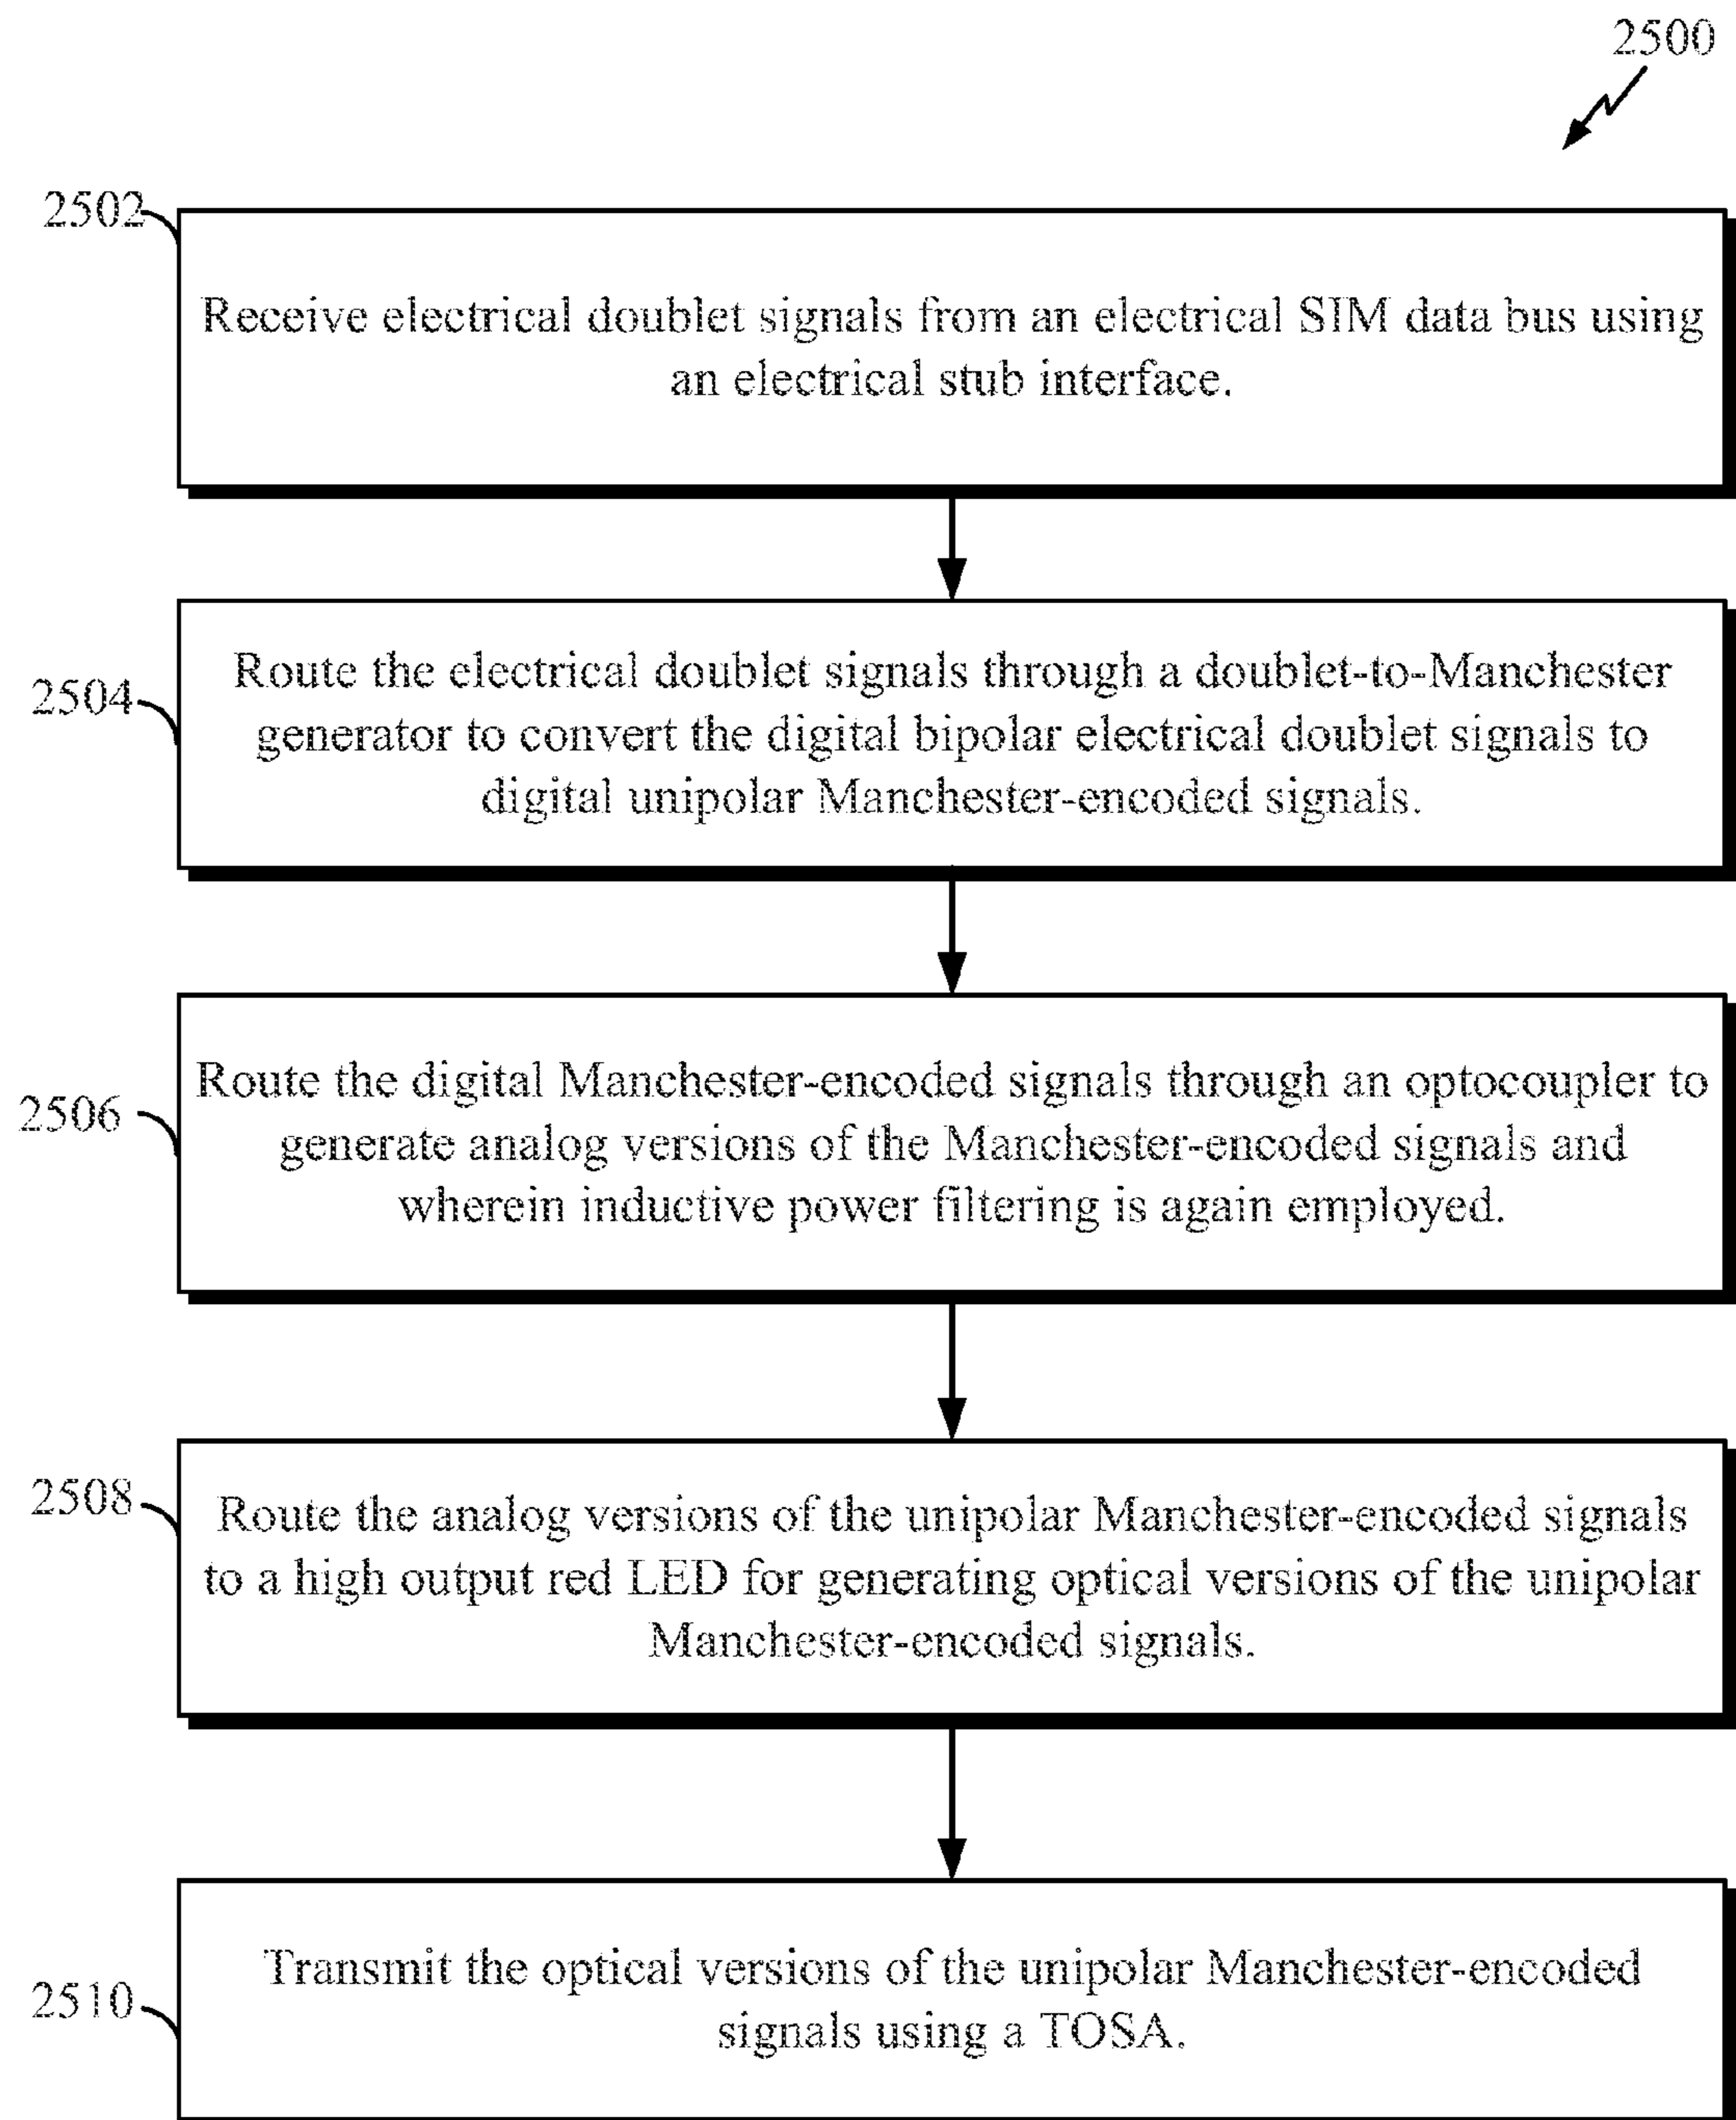 2500
2502
Receive electrical doublet signals from an electrical SIM data bus using
an electrical stub interface.
2504
Route the electrical doublet signals through a doublet-to-Manchester
generator to convert the digital bipolar electrical doublet signals to
digital unipolar Manchester-encoded signals.
2506
Route the digital Manchester-encoded signals through an optocoupler to
generate analog versions of the Manchester-encoded signals and
wherein inductive power filtering is again employed.
2508
Route the analog versions of the unipolar Manchester-encoded signals
to a high output red LED for generating optical versions of the unipolar
Manchester-encoded signals.
2510
Transmit the optical versions of the unipolar Manchester-encoded
signals using a TOSA.